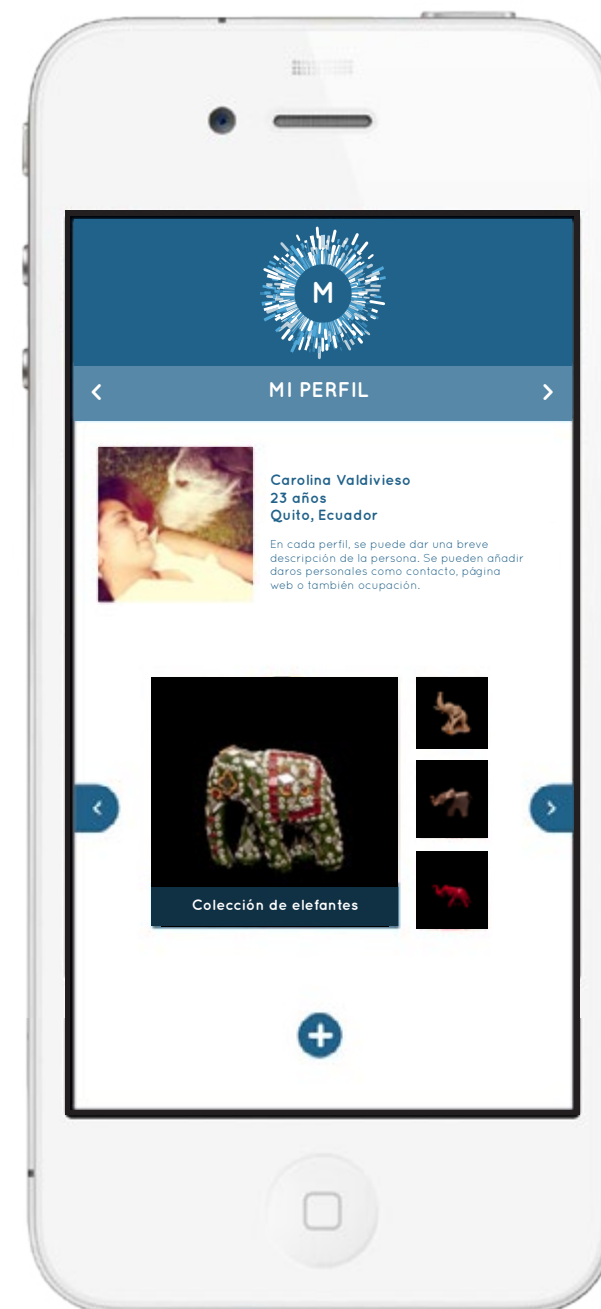 M
MI PERFIL
Carolina Valdivieso
23 años
Quito, Ecuador
En cada perfil, se puede dar una breve
descripción de la persona. Se pueden añadir
daros personales como contacto, página
web o también ocupación.
Colección de elefantes